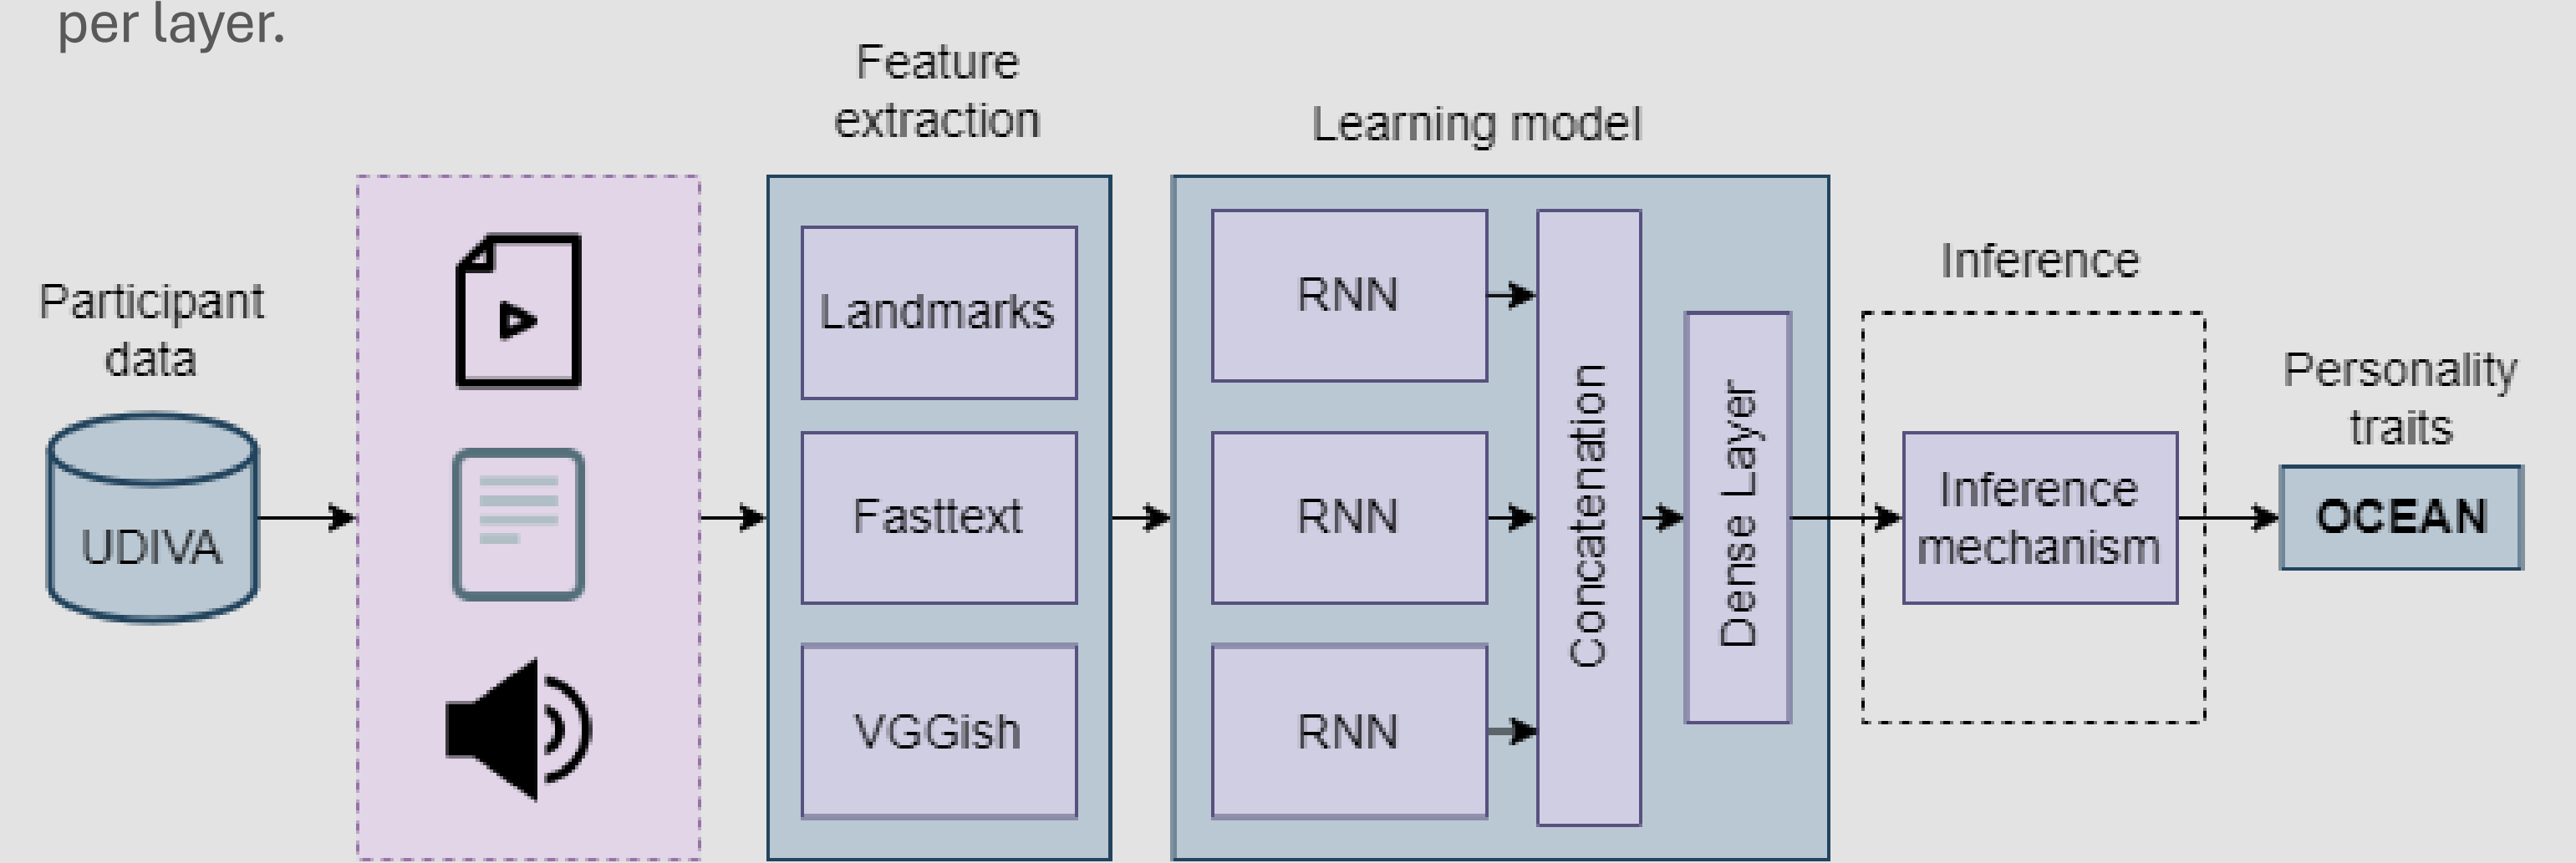 per layer.
Feature
extraction
Learning model
Participant
data
UDIVA
Landmarks
Fasttext
VGGish
RNN
RNN
RNN
Concatenation
Dense Layer
Inference
Inference
mechanism
Personality
traits
OCEAN